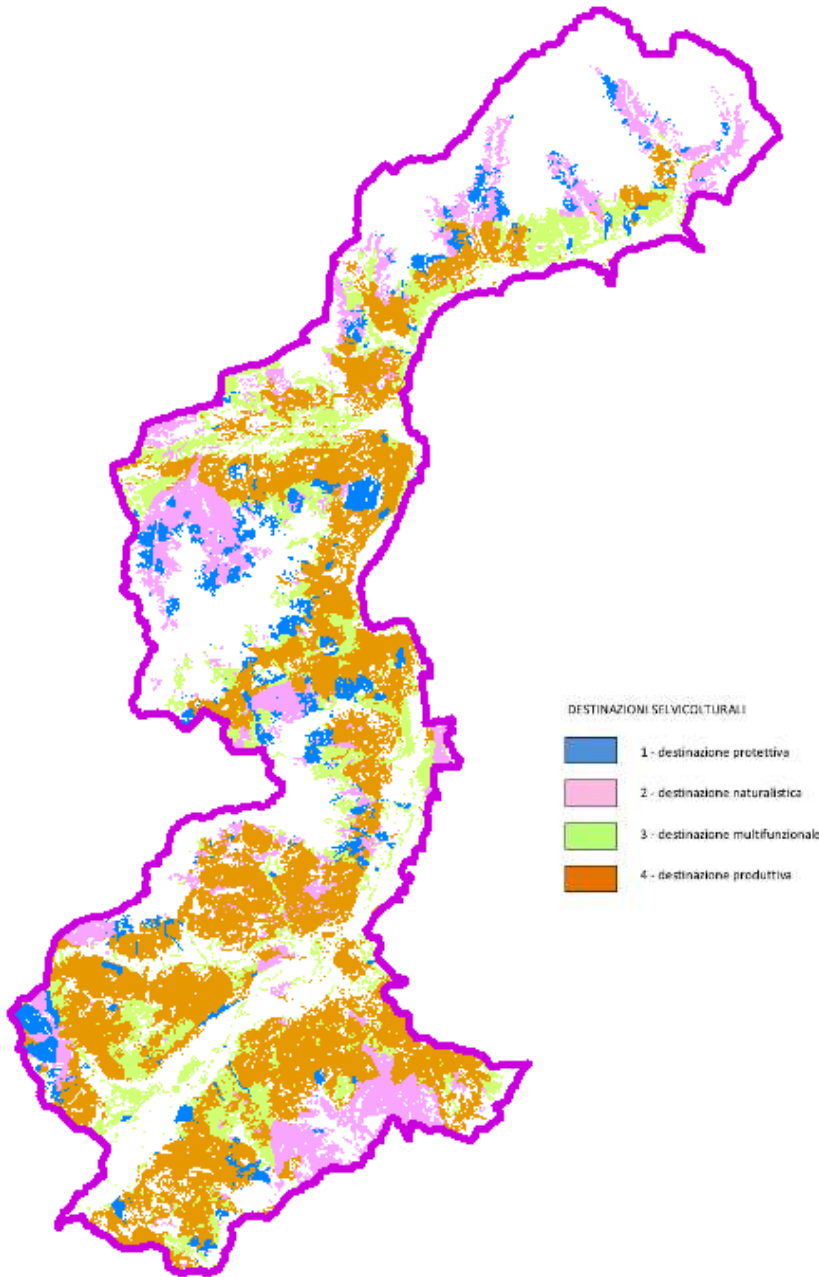 DESTINAZIONI SELVICOLTURALI
1 - destinazione protettiva
2 - destinazione naturalistica
3 - destinazione multifunzionale
4 - destinazione produttiva